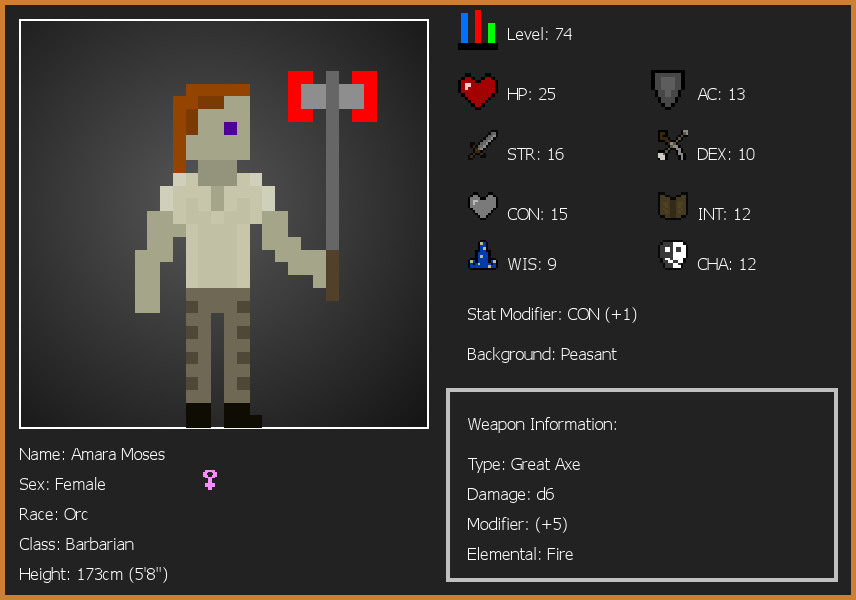 Level: 74
HP: 25
AC: 13
STR: 16
DEX: 10
CON: 15
INT: 12
WIS: 9
CHA: 12
Stat Modifier: CON (+1)
Background: Peasant
Weapon Information:
Type: Great Axe
Damage: d6
Modifier: (+5)
Elemental: Fire
Name: Amara Moses
Sex: Female
Race: Orc
Class: Barbarian
Height: 173cm (5'8")